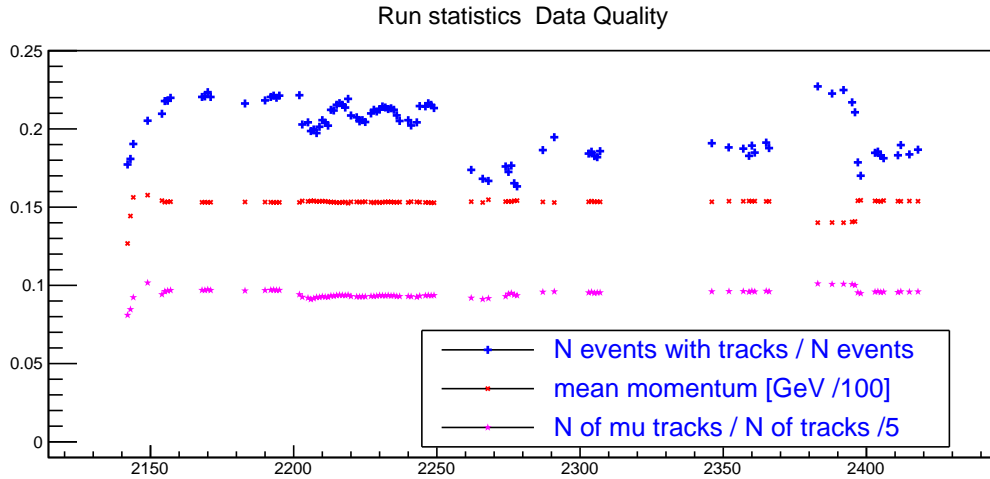 Run statistics  Data Quality
0.25
0.2
0.15
0.1
0.05
0
N events with tracks / N events
mean momentum [GeV /100]
N of mu tracks / N of tracks /5
2150 2200 2250 2300 2350 2400